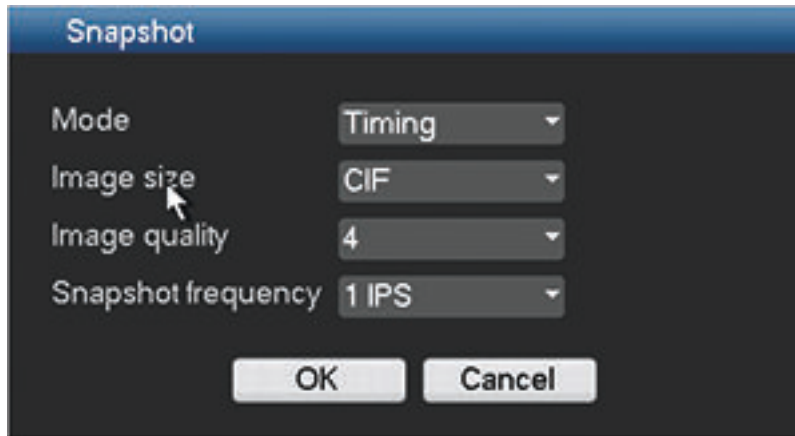 Snapshot
Mode Timing
Image size CIF
Image quality 4
Snapshot frequency 1 IPS
OK Cancel